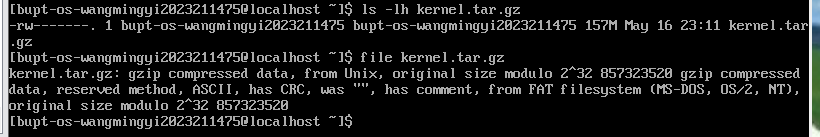 [bupt-os-wangmingyi2023211475@localhost ~]$ ls -lh kernel.tar.gz
-rw-------. 1 bupt-os-wangmingyi2023211475 bupt-os-wangmingyi2023211475 157M May 16 23:11 kernel.tar
.gz
[bupt-os-wangmingyi2023211475@localhost ~]$ file kernel.tar.gz
kernel.tar.gz: gzip compressed data, from Unix, original size modulo 2^32 857323520 gzip compressed
data, reserved method, ASCII, has CRC, was "", has comment, from FAT filesystem (MS-DOS, OS/2, NT),
original size modulo 2^32 857323520
[bupt-os-wangmingyi2023211475@localhost ~]$